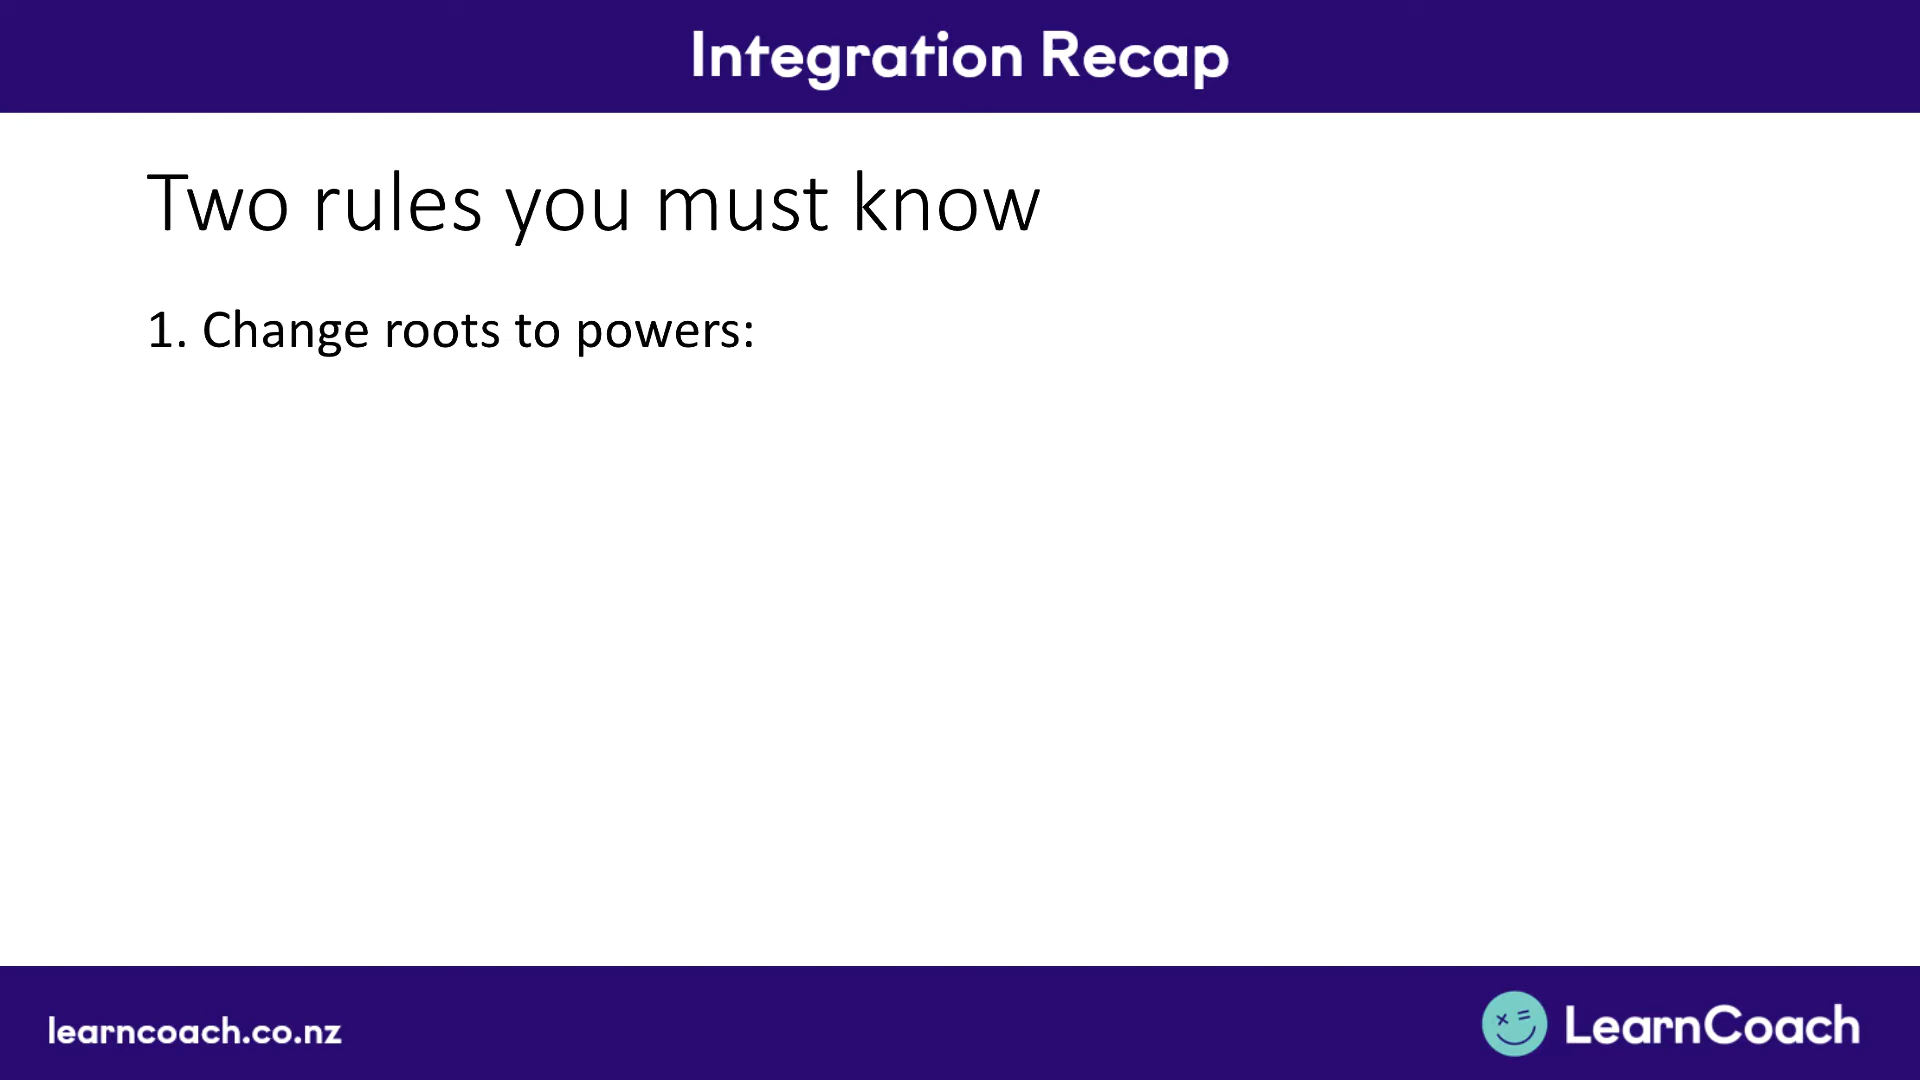 Integration Recap
Two rules you must know
1. Change roots to powers:
learncoach.co.nz
LearnCoach